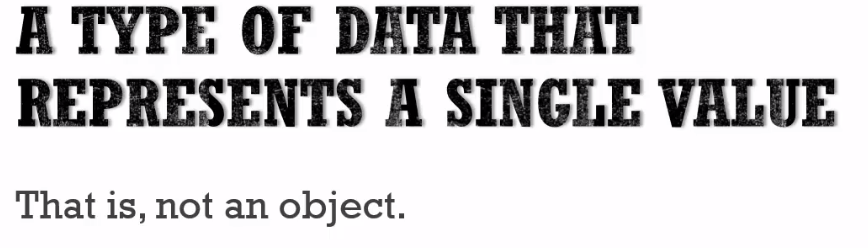 A TYPE OF DATA THAT
REPRESENTS A SINGLE VALUE
That is, not an object.